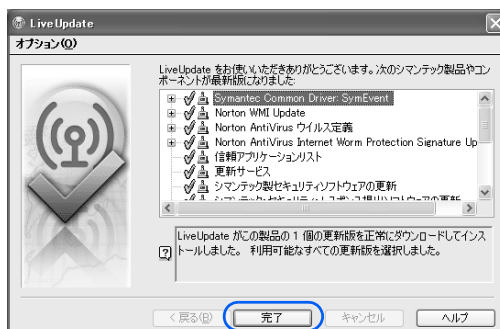 LiveUpdate
オプション(O)
LiveUpdate をお使いいただきありがとうございます。次のシマンテック製品やコン
ポーネントが最新版になりました:
Symantec Common Driver: SymEvent
Norton WMI Update
Norton AntiVirus ウイルス定義
Norton AntiVirus Internet Worm Protection Signature Up
信頼アプリケーションリスト
更新サービス
シマンテック製セキュリティソフトウェアの更新
LiveUpdate がこの製品の 1 個の更新版を正常にダウンロードしてインス
トールしました。 利用可能なすべての更新版を選択しました。
< 戻る(B)
完了
キャンセル
ヘルプ